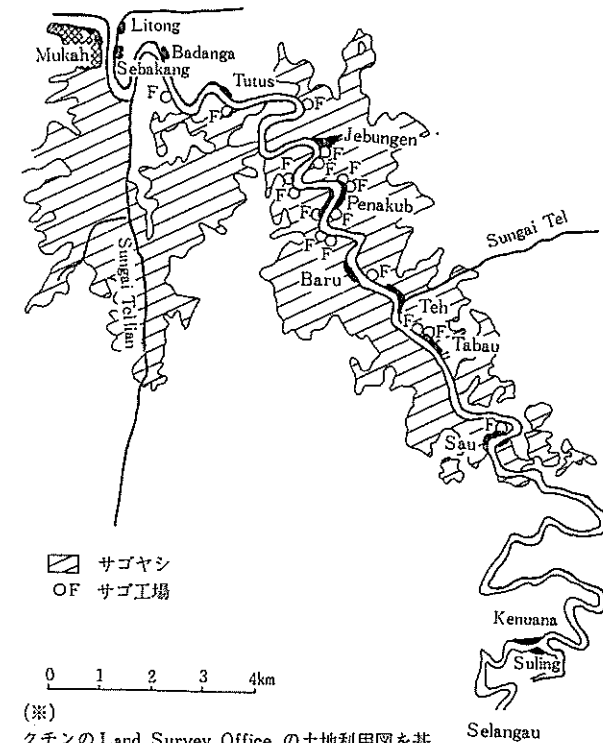 Litong
Mukah
Badanga
Sebakang
Tutus
F
F
F
Jebungen
F
F
F
F
F
F
Penakub
F
F
F
F
Sungai Tel
Sungai Tellian
Baru
F
Teh
F
F
Tabau
F
Sau
サゴヤシ
OF サゴ工場
Kenuana
Suling
0 1 2 3 4km
(※)
クチンのLand Survey Office の土地利用図を基
Selangau